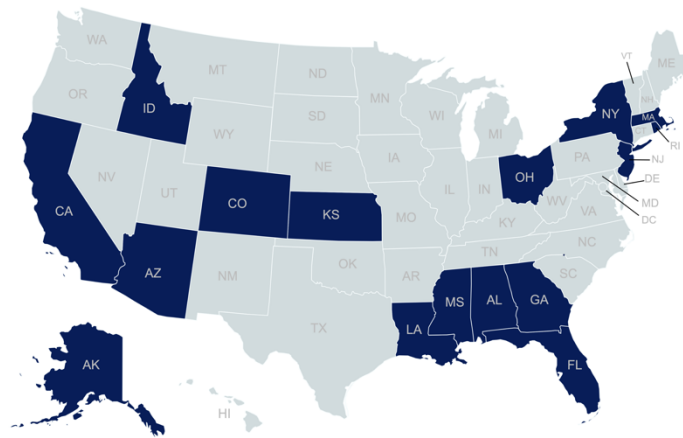 WA
MT
ND
MN
VT
ME
OR
ID
SD
WI
NH
NY
MA
WY
MI
CT
RI
NV
NE
IA
PA
NJ
UT
CO
KS
IL
IN
OH
DE
CA
MO
WV
MD
VA
DC
KY
AZ
NM
OK
AR
TN
NC
SC
TX
LA
MS
AL
GA
AK
FL
HI